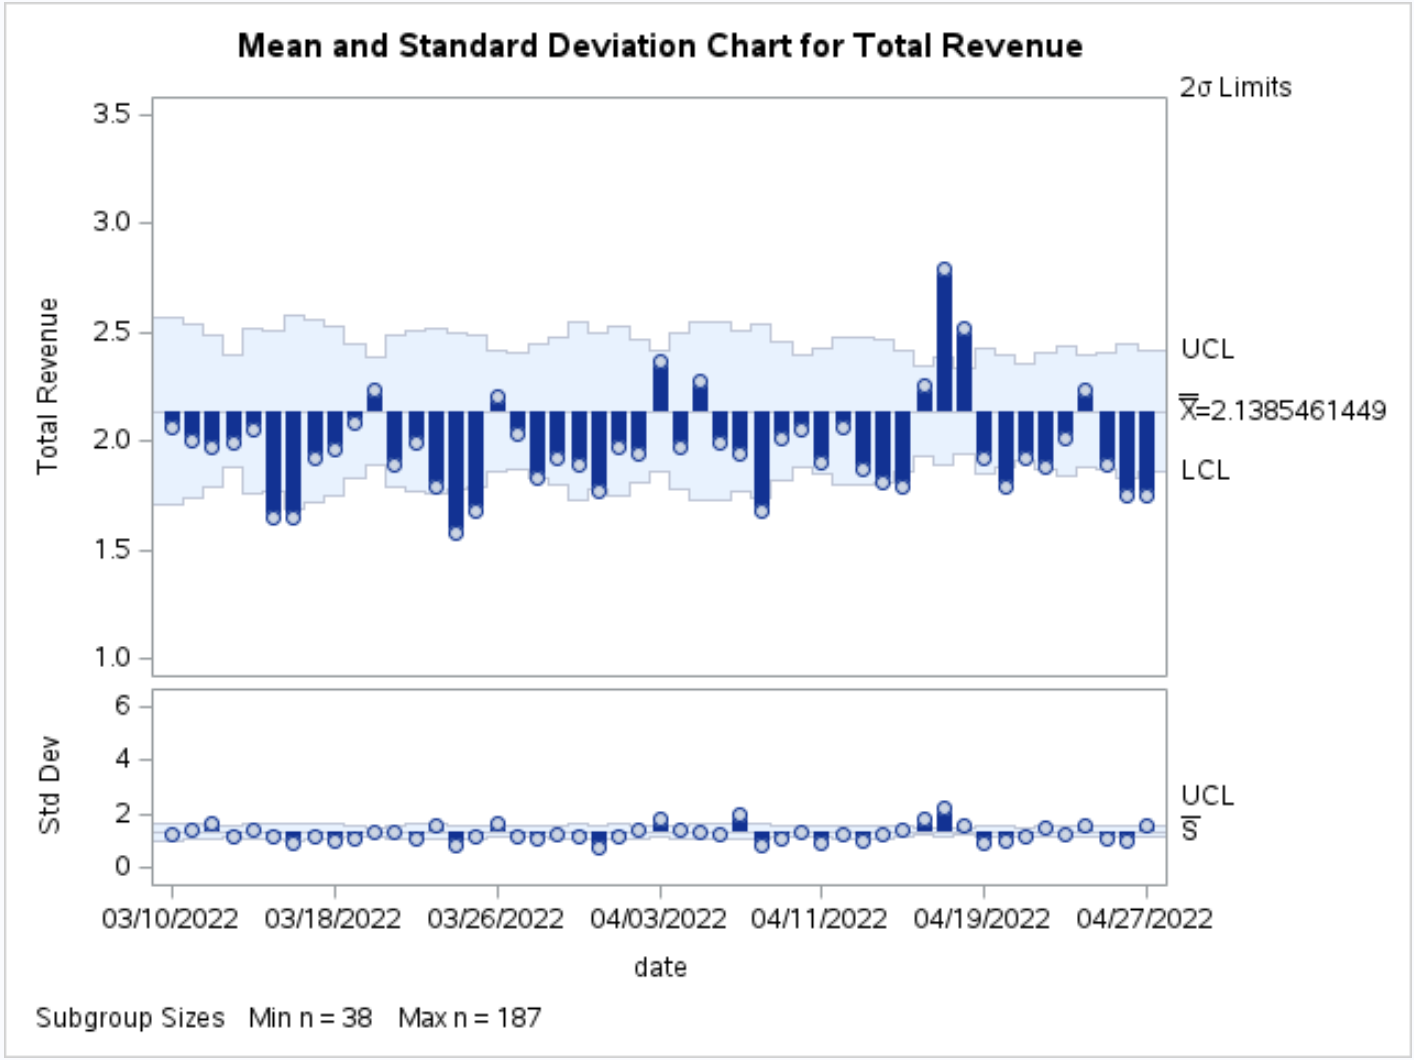 Mean and Standard Deviation Chart for Total Revenue
2σ Limits
3.5
3.0
2.5
2.0
1.5
1.0
Total Revenue
UCL
X̿=2.1385461449
LCL
6
4
2
0
Std Dev
UCL
S̅
03/10/2022 03/18/2022 03/26/2022 04/03/2022 04/11/2022 04/19/2022 04/27/2022
date
Subgroup Sizes Min n = 38 Max n = 187